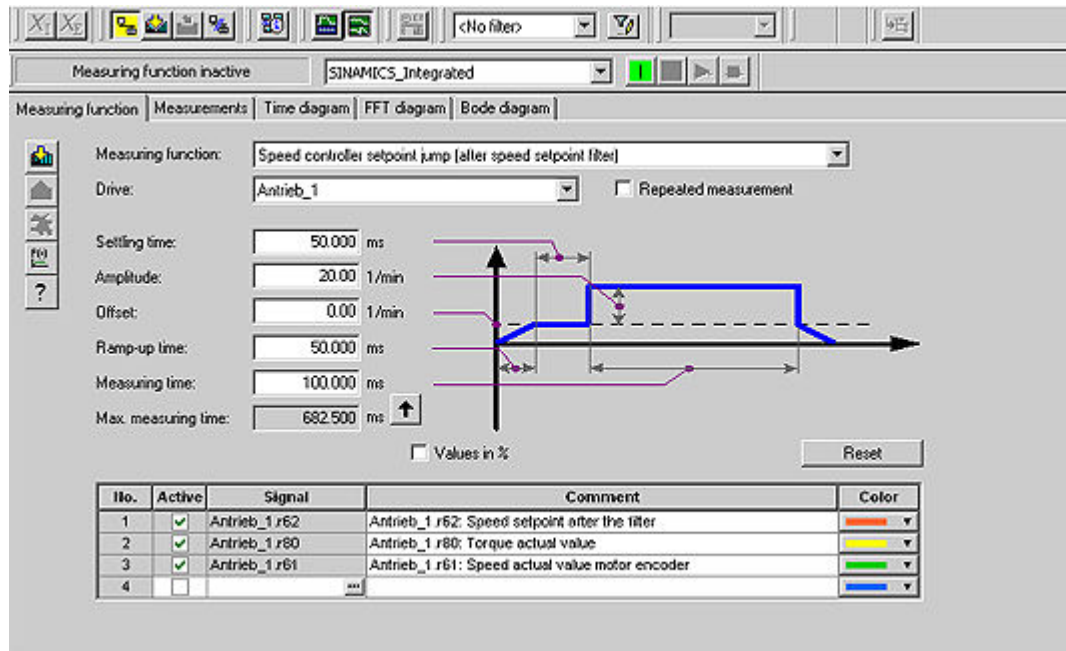 X₁ X_E <No filter>
Measuring function inactive SINAMICS_Integrated
Measuring function Measurements Time diagram FFT diagram Bode diagram
Measuring function: Speed controller setpoint jump (after speed setpoint filter)
Drive: Antrieb_1 Repeated measurement
Settling time: 50.000 ms
Amplitude: 20.00 1/min
Offset: 0.00 1/min
?
Ramp-up time: 50.000 ms
Measuring time: 100.000 ms
Max. measuring time: 682.500 ms
Values in % Reset
No. Active Signal Comment Color
1 Antrieb_1.r62 Antrieb_1.r62: Speed setpoint after the filter
2 Antrieb_1.r80 Antrieb_1.r80: Torque actual value
3 Antrieb_1.r61 Antrieb_1.r61: Speed actual value motor encoder
4 ...